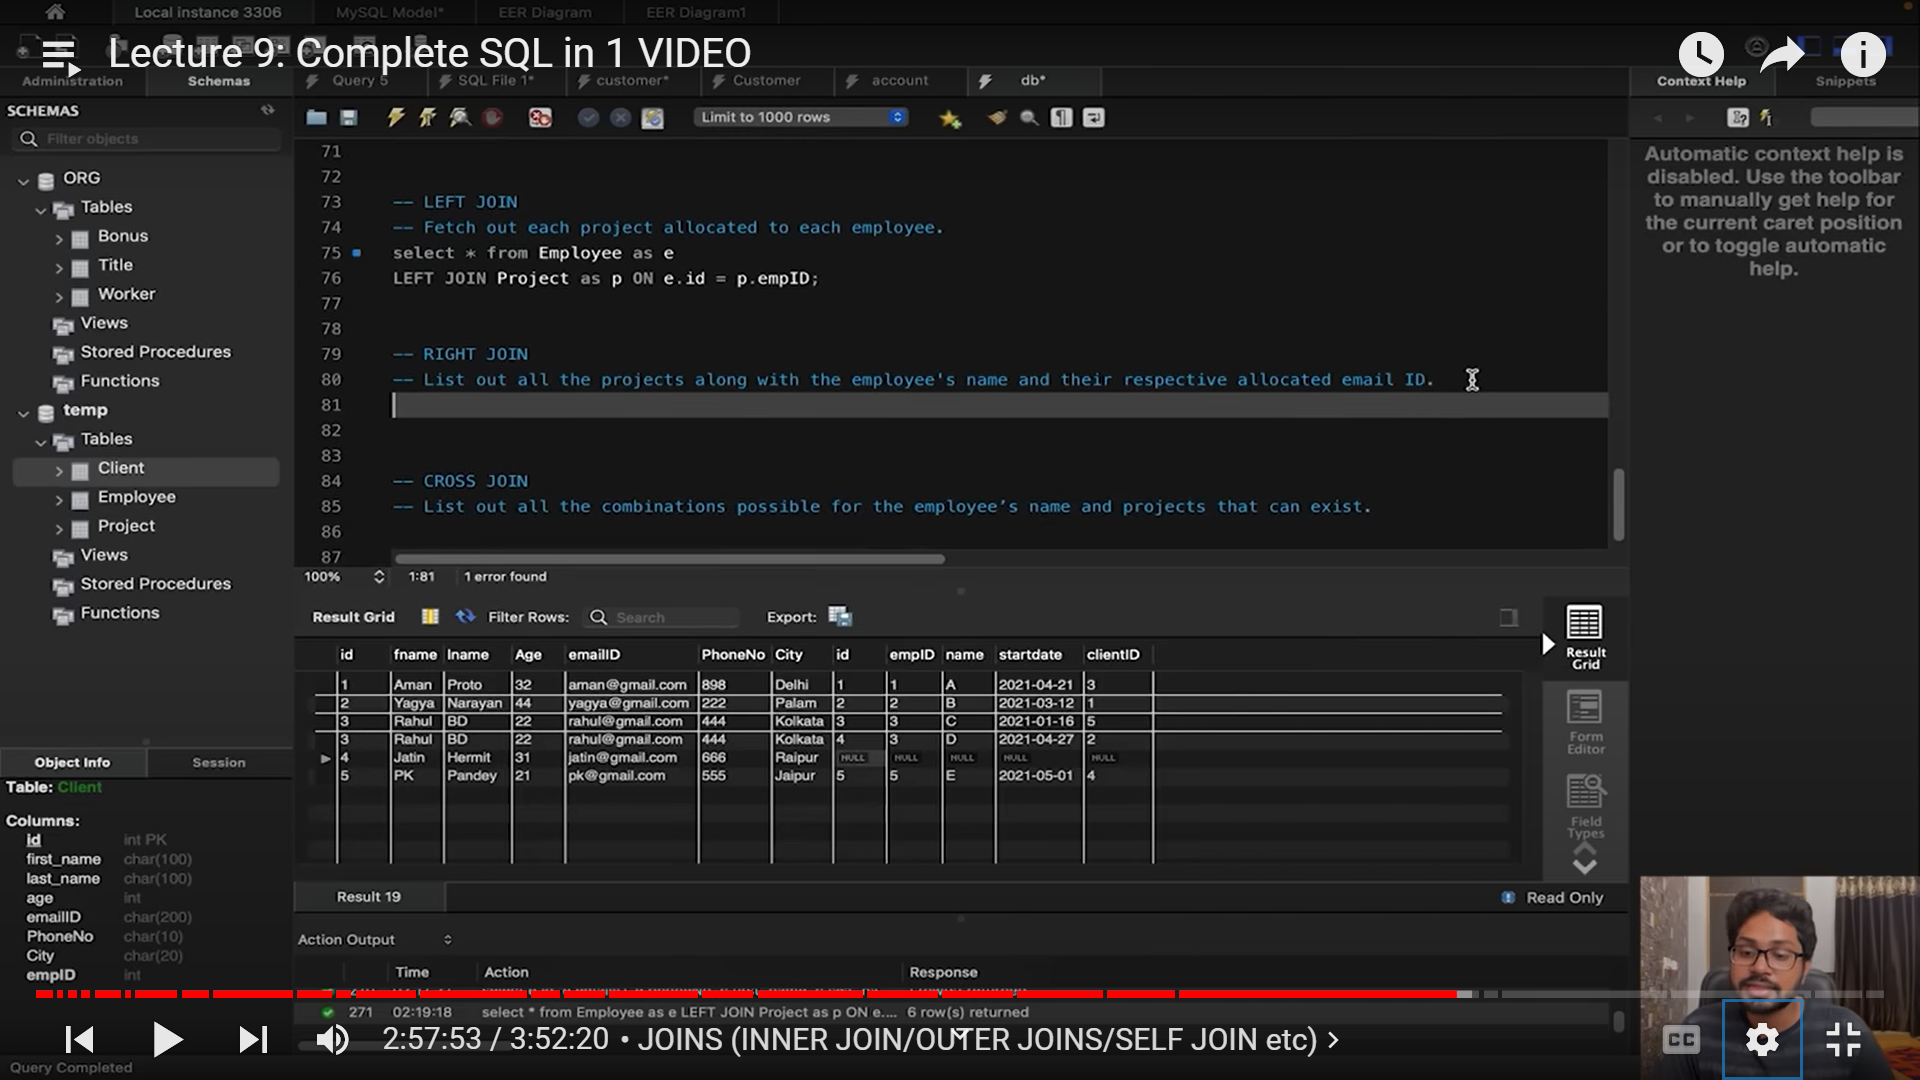 Local instance 3306 MySQL Model* EER Diagram EER Diagram1
Lecture 9: Complete SQL in 1 VIDEO
Administration Schemas Query 5 SQL File 1* customer* Customer account db* Context Help Snippets
SCHEMAS
Filter objects
Limit to 1000 rows
ORG
Tables
Bonus
Title
Worker
Views
Stored Procedures
Functions
temp
Tables
Client
Employee
Project
Views
Stored Procedures
Functions
71
72
73 -- LEFT JOIN
74 -- Fetch out each project allocated to each employee.
75 select * from Employee as e
76 LEFT JOIN Project as p ON e.id = p.empID;
77
78
79 -- RIGHT JOIN
80 -- List out all the projects along with the employee's name and their respective allocated email ID.
81
82
83
84 -- CROSS JOIN
85 -- List out all the combinations possible for the employee’s name and projects that can exist.
86
87
100% 1:81 1 error found
Automatic context help is
disabled. Use the toolbar
to manually get help for
the current caret position
or to toggle automatic
help.
Result Grid Filter Rows: Search Export:
id fname lname Age emailID PhoneNo City id empID name startdate clientID
1 Aman Proto 32 aman@gmail.com 898 Delhi 1 1 A 2021-04-21 3
2 Yagya Narayan 44 yagya@gmail.com 222 Palam 2 2 B 2021-03-12 1
3 Rahul BD 22 rahul@gmail.com 444 Kolkata 3 3 C 2021-01-16 5
3 Rahul BD 22 rahul@gmail.com 444 Kolkata 4 3 D 2021-04-27 2
4 Jatin Hermit 31 jatin@gmail.com 666 Raipur NULL NULL NULL NULL NULL
5 PK Pandey 21 pk@gmail.com 555 Jaipur 5 5 E 2021-05-01 4
Result
Grid
Form
Editor
Field
Types
Result 19 Read Only
Object Info Session
Table: Client
Columns:
id int PK
first_name char(100)
last_name char(100)
age int
emailID char(200)
PhoneNo char(10)
City char(20)
empID int
Action Output
Time Action Response
271 02:19:18 select * from Employee as e LEFT JOIN Project as p ON e.... 6 row(s) returned
2:57:53 / 3:52:20 • JOINS (INNER JOIN/OUTER JOINS/SELF JOIN etc) >
CC
Query Completed